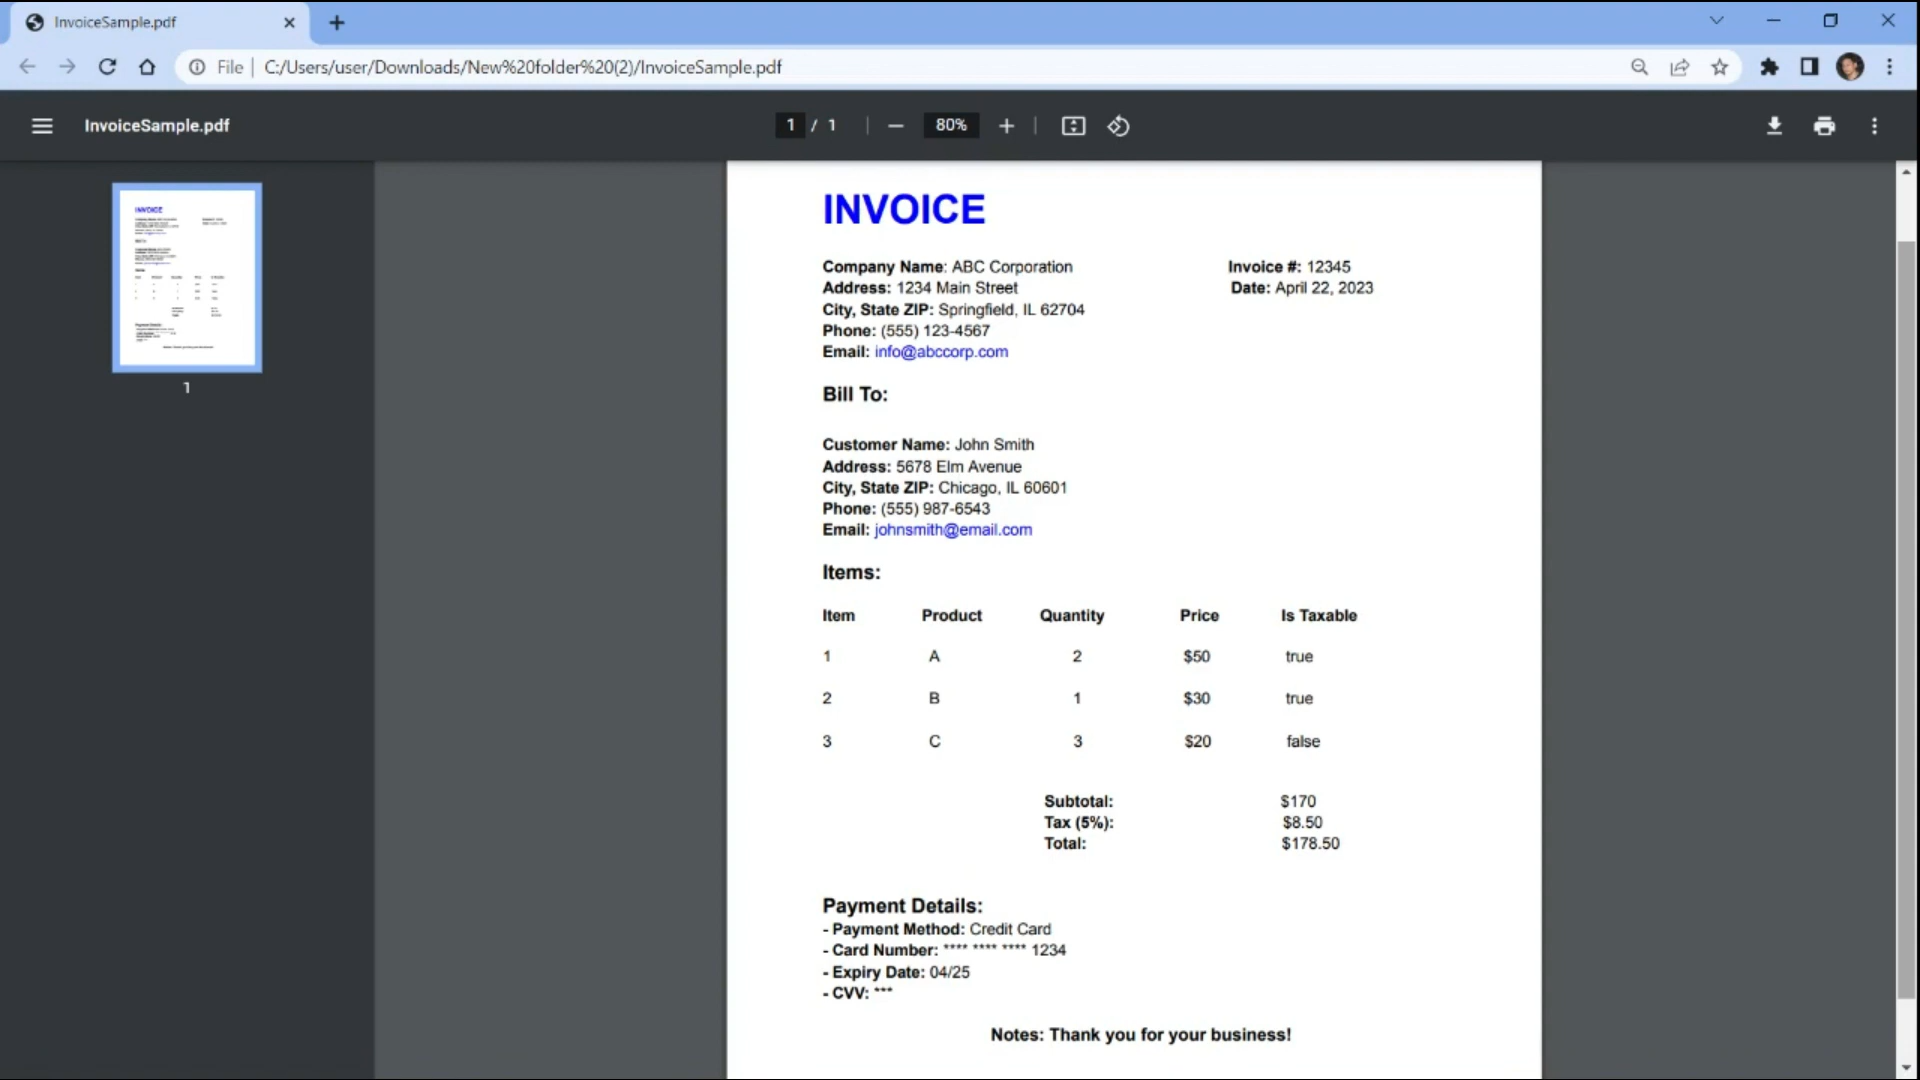 InvoiceSample.pdf
File | C:/Users/user/Downloads/New%20folder%20(2)/InvoiceSample.pdf
InvoiceSample.pdf
1 / 1
80%
1
INVOICE
Company Name: ABC Corporation Invoice #: 12345
Address: 1234 Main Street Date: April 22, 2023
City, State ZIP: Springfield, IL 62704
Phone: (555) 123-4567
Email: info@abccorp.com
Bill To:
Customer Name: John Smith
Address: 5678 Elm Avenue
City, State ZIP: Chicago, IL 60601
Phone: (555) 987-6543
Email: johnsmith@email.com
Items:
Item Product Quantity Price Is Taxable
1 A 2 $50 true
2 B 1 $30 true
3 C 3 $20 false
Subtotal: $170
Tax (5%): $8.50
Total: $178.50
Payment Details:
- Payment Method: Credit Card
- Card Number: **** **** **** 1234
- Expiry Date: 04/25
- CVV: ***
Notes: Thank you for your business!